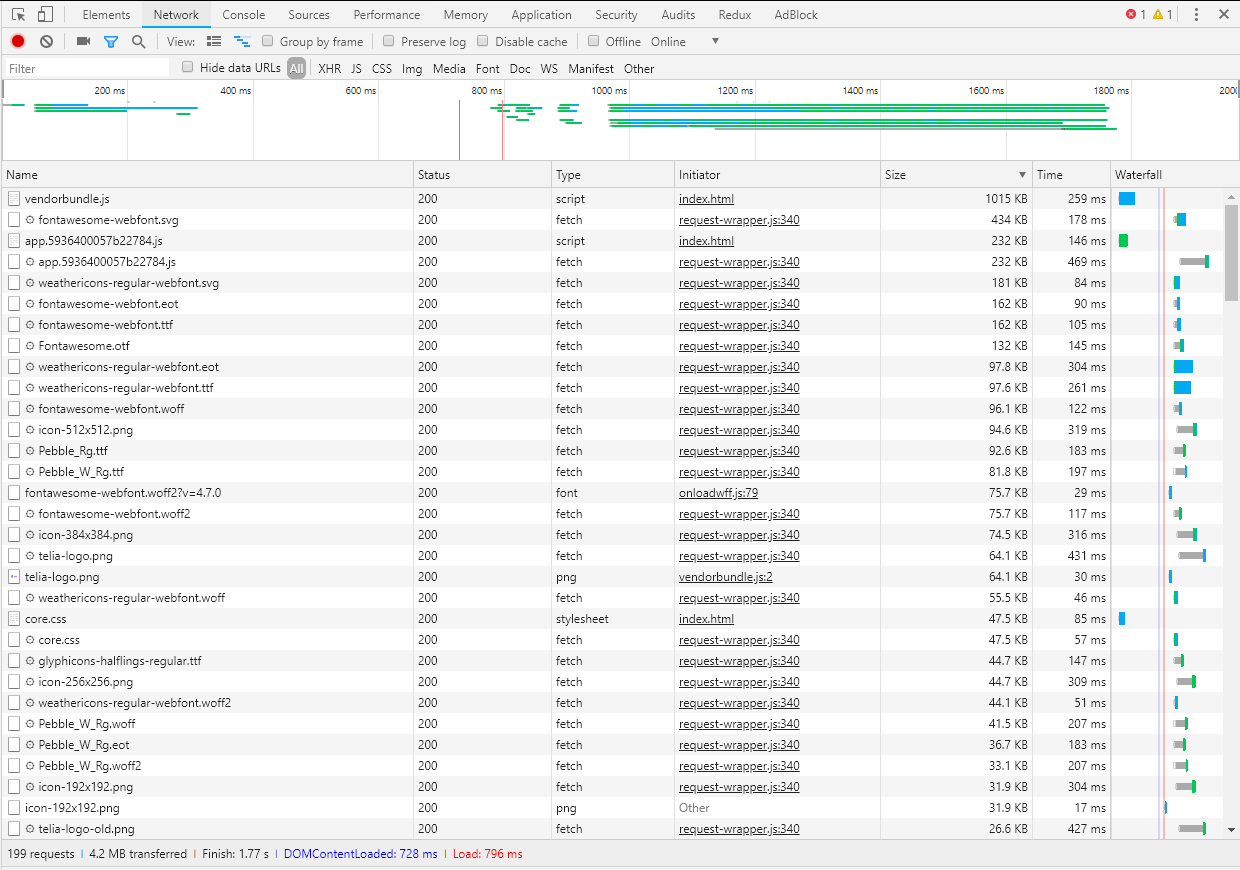 Elements Network Console Sources Performance Memory Application Security Audits Redux AdBlock 1 1
View: Group by frame Preserve log Disable cache Offline Online
Filter Hide data URLs All XHR JS CSS Img Media Font Doc WS Manifest Other
200 ms 400 ms 600 ms 800 ms 1000 ms 1200 ms 1400 ms 1600 ms 1800 ms 200
Name Status Type Initiator Size Time Waterfall
vendorbundle.js 200 script index.html 1015 KB 259 ms
fontawesome-webfont.svg 200 fetch request-wrapper.js:340 434 KB 178 ms
app.5936400057b22784.js 200 script index.html 232 KB 146 ms
app.5936400057b22784.js 200 fetch request-wrapper.js:340 232 KB 469 ms
weathericons-regular-webfont.svg 200 fetch request-wrapper.js:340 181 KB 84 ms
fontawesome-webfont.eot 200 fetch request-wrapper.js:340 162 KB 90 ms
fontawesome-webfont.ttf 200 fetch request-wrapper.js:340 162 KB 105 ms
Fontawesome.otf 200 fetch request-wrapper.js:340 132 KB 145 ms
weathericons-regular-webfont.eot 200 fetch request-wrapper.js:340 97.8 KB 304 ms
weathericons-regular-webfont.ttf 200 fetch request-wrapper.js:340 97.6 KB 261 ms
fontawesome-webfont.woff 200 fetch request-wrapper.js:340 96.1 KB 122 ms
icon-512x512.png 200 fetch request-wrapper.js:340 94.6 KB 319 ms
Pebble_Rg.ttf 200 fetch request-wrapper.js:340 92.6 KB 183 ms
Pebble_W_Rg.ttf 200 fetch request-wrapper.js:340 81.8 KB 197 ms
fontawesome-webfont.woff2?v=4.7.0 200 font onloadwff.js:79 75.7 KB 29 ms
fontawesome-webfont.woff2 200 fetch request-wrapper.js:340 75.7 KB 117 ms
icon-384x384.png 200 fetch request-wrapper.js:340 74.5 KB 316 ms
telia-logo.png 200 fetch request-wrapper.js:340 64.1 KB 431 ms
telia-logo.png 200 png vendorbundle.js:2 64.1 KB 30 ms
weathericons-regular-webfont.woff 200 fetch request-wrapper.js:340 55.5 KB 46 ms
core.css 200 stylesheet index.html 47.5 KB 85 ms
core.css 200 fetch request-wrapper.js:340 47.5 KB 57 ms
glyphicons-halflings-regular.ttf 200 fetch request-wrapper.js:340 44.7 KB 147 ms
icon-256x256.png 200 fetch request-wrapper.js:340 44.7 KB 309 ms
weathericons-regular-webfont.woff2 200 fetch request-wrapper.js:340 44.1 KB 51 ms
Pebble_W_Rg.woff 200 fetch request-wrapper.js:340 41.5 KB 207 ms
Pebble_W_Rg.eot 200 fetch request-wrapper.js:340 36.7 KB 183 ms
Pebble_W_Rg.woff2 200 fetch request-wrapper.js:340 33.1 KB 207 ms
icon-192x192.png 200 fetch request-wrapper.js:340 31.9 KB 304 ms
icon-192x192.png 200 png Other 31.9 KB 17 ms
telia-logo-old.png 200 fetch request-wrapper.js:340 26.6 KB 427 ms
199 requests | 4.2 MB transferred | Finish: 1.77 s | DOMContentLoaded: 728 ms | Load: 796 ms